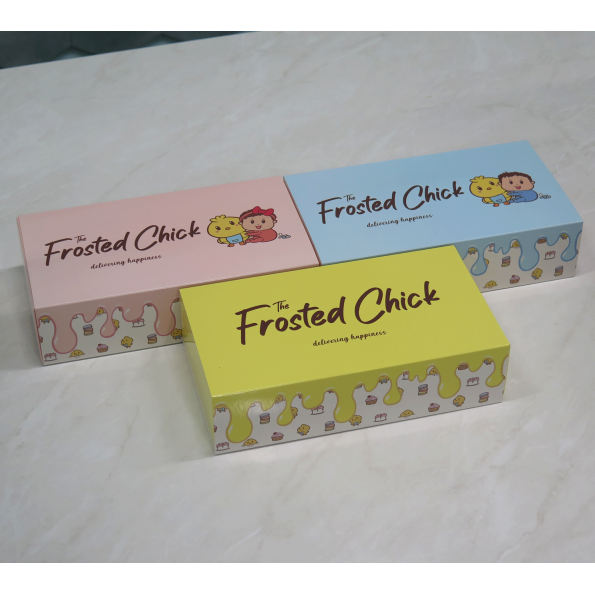 The
Frosted Chick
delivering happiness
The
Frosted Chick
delivering happiness
The
Frosted Chick
delivering happiness